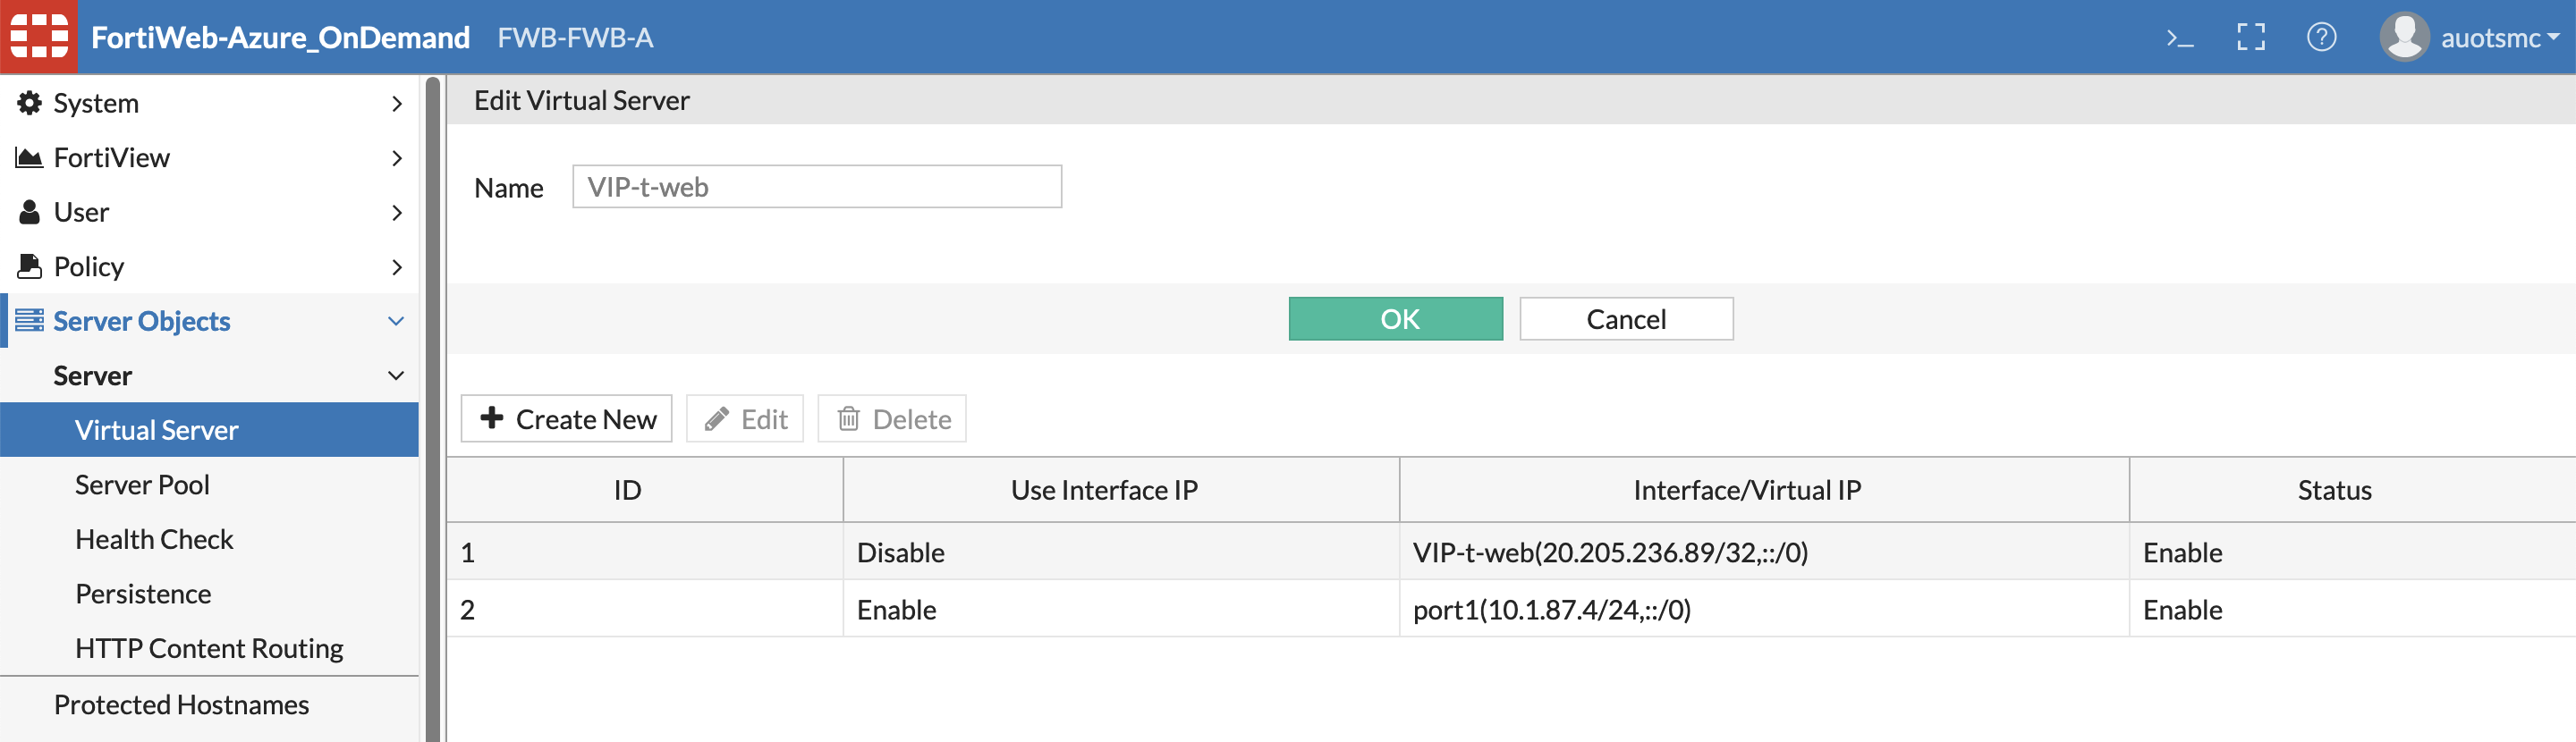 FortiWeb-Azure_OnDemand FWB-FWB-A auotsmc
System
FortiView
User
Policy
Server Objects
Server
Virtual Server
Server Pool
Health Check
Persistence
HTTP Content Routing
Protected Hostnames
Edit Virtual Server
Name VIP-t-web
OK Cancel
Create New Edit Delete
ID Use Interface IP Interface/Virtual IP Status
1 Disable VIP-t-web(20.205.236.89/32,::/0) Enable
2 Enable port1(10.1.87.4/24,::/0) Enable